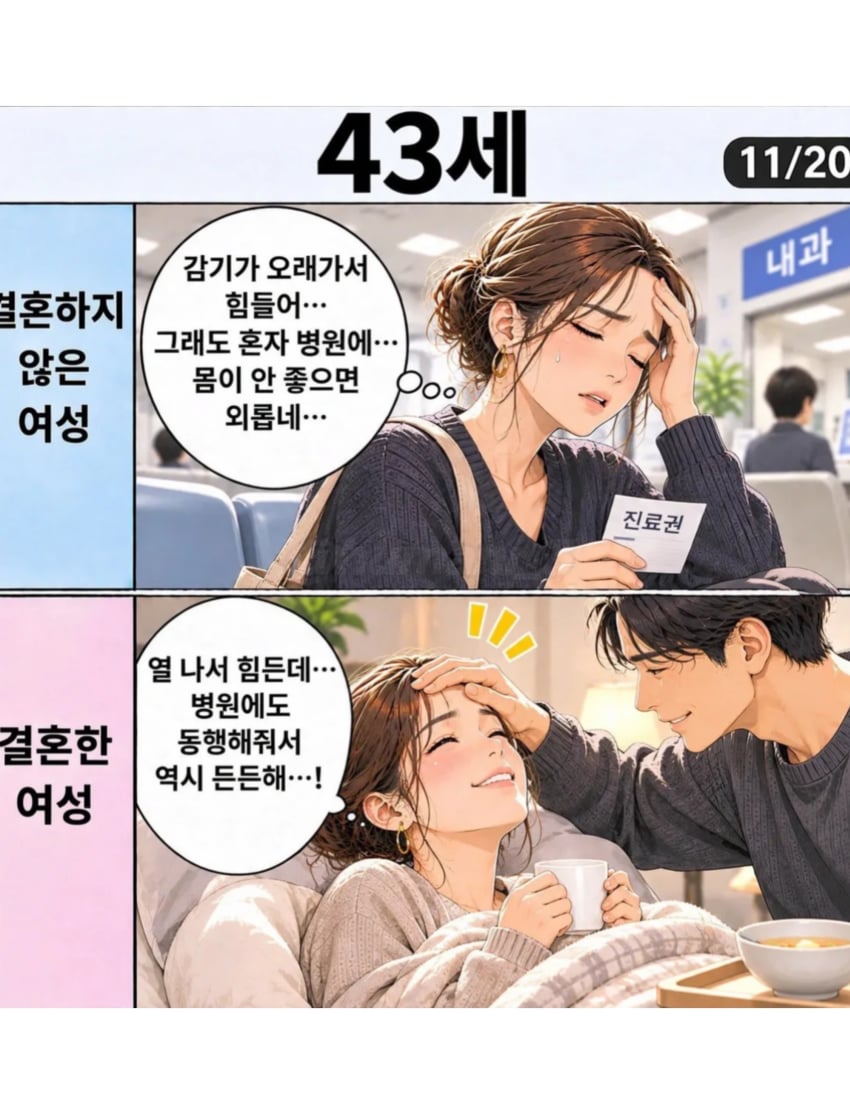 43세
11/20
결혼하지
않은
여성
감기가 오래가서
힘들어…
그래도 혼자 병원에…
몸이 안 좋으면
외롭네…
내과
진료권
결혼한
여성
열 나서 힘든데…
병원에도
동행해줘서
역시 든든해…!